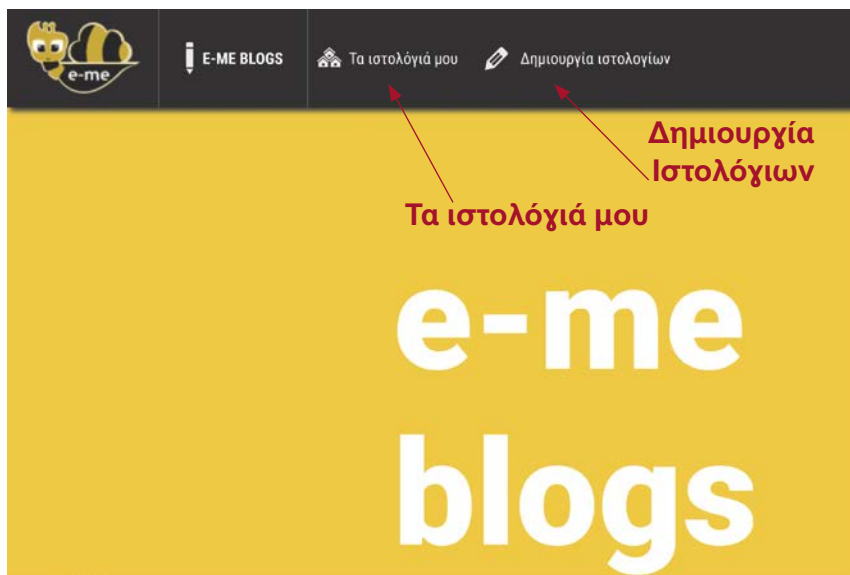 e-me
E-ME BLOGS
Τα ιστολόγιά μου
Δημιουργία ιστολογίων
Δημιουργία
Ιστολόγιων
Τα ιστολόγιά μου
e-me
blogs